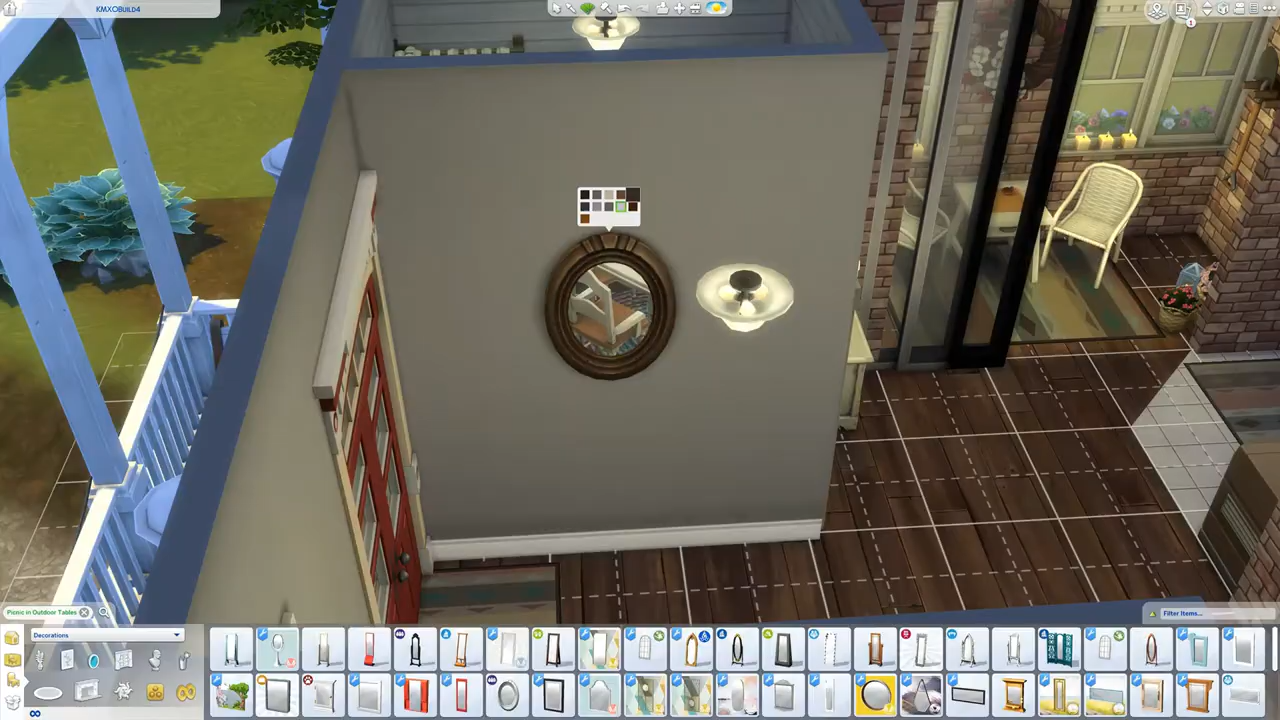 KMXOBUILD4
Picnic in Outdoor Tables
Filter Items...
Decorations